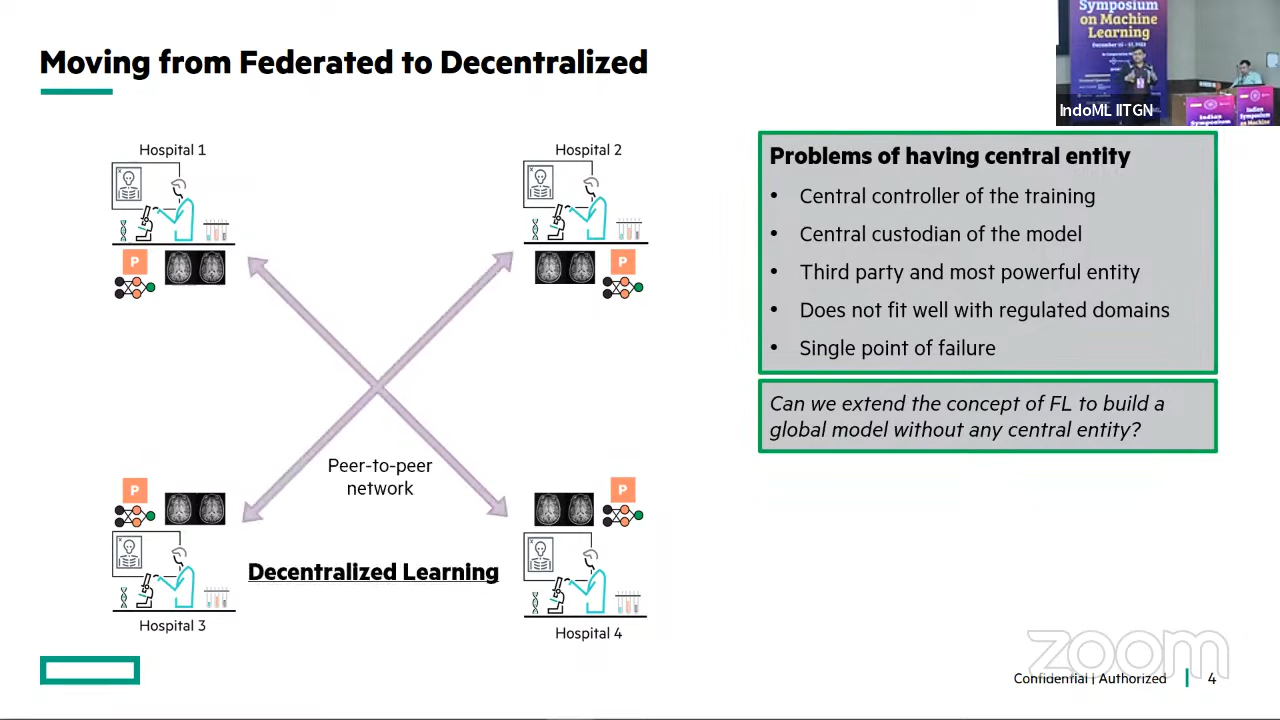 Moving from Federated to Decentralized
Symposium
on Machine
Learning
IndoML IITGN
Indian
Symposium
on Machine
Hospital 1
Hospital 2
P
P
Problems of having central entity
• Central controller of the training
• Central custodian of the model
• Third party and most powerful entity
• Does not fit well with regulated domains
• Single point of failure
Can we extend the concept of FL to build a
global model without any central entity?
Peer-to-peer
network
P
P
Decentralized Learning
Hospital 3
Hospital 4
zoom
Confidential | Authorized
4